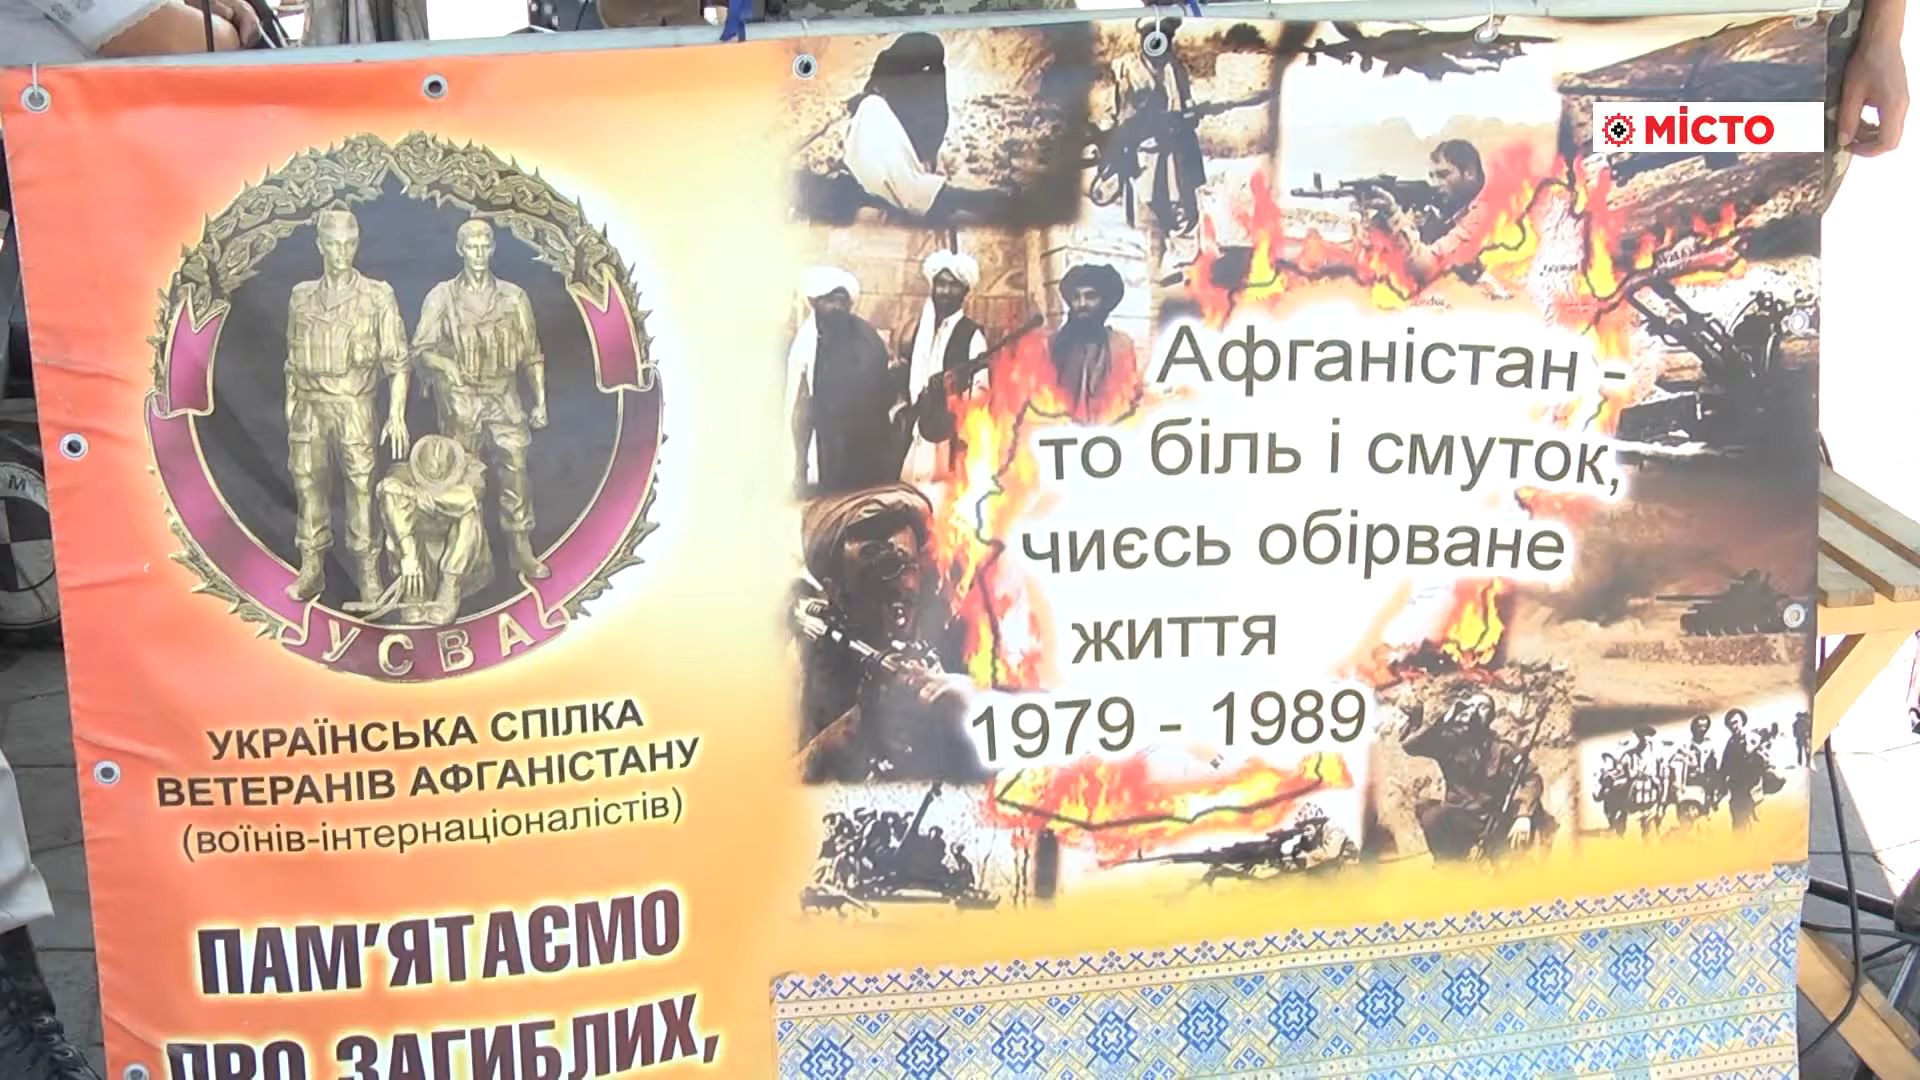 МІСТО
Афганістан -
то біль і смуток,
чиєсь обірване
життя
1979 - 1989
УСВА
УКРАЇНСЬКА СПІЛКА
ВЕТЕРАНІВ АФГАНІСТАНУ
(воїнів-інтернаціоналістів)
ПАМ'ЯТАЄМО
ПРО ЗАГИБЛИХ,